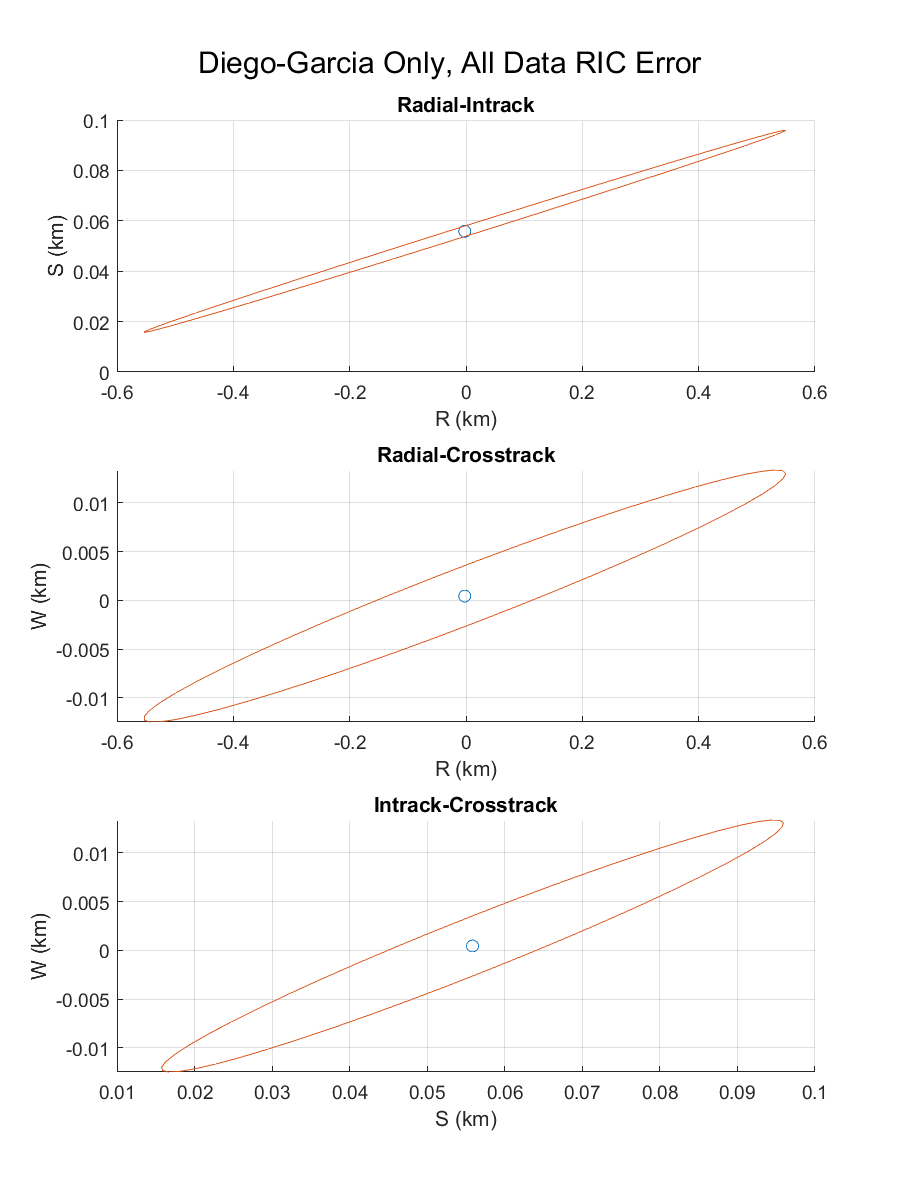 Diego-Garcia Only, All Data RIC Error
Radial-Intrack
0.1
0.08
0.06
0.04
0.02
0
S (km)
-0.6 -0.4 -0.2 0 0.2 0.4 0.6
R (km)
Radial-Crosstrack
0.01
0.005
0
-0.005
-0.01
W (km)
-0.6 -0.4 -0.2 0 0.2 0.4 0.6
R (km)
Intrack-Crosstrack
0.01
0.005
0
-0.005
-0.01
W (km)
0.01 0.02 0.03 0.04 0.05 0.06 0.07 0.08 0.09 0.1
S (km)